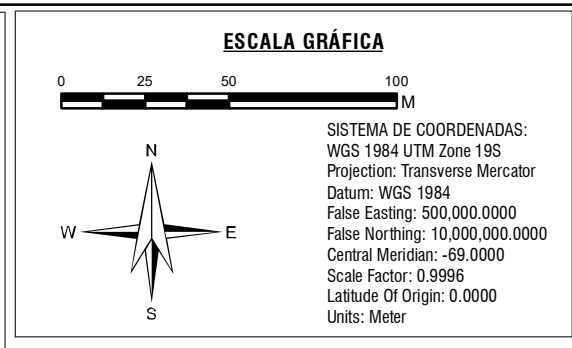 ESCALA GRÁFICA
0 25 50 100
M
SISTEMA DE COORDENADAS:
WGS 1984 UTM Zone 19S
Projection: Transverse Mercator
Datum: WGS 1984
False Easting: 500,000.0000
False Northing: 10,000,000.0000
Central Meridian: -69.0000
Scale Factor: 0.9996
Latitude Of Origin: 0.0000
Units: Meter
N
W E
S